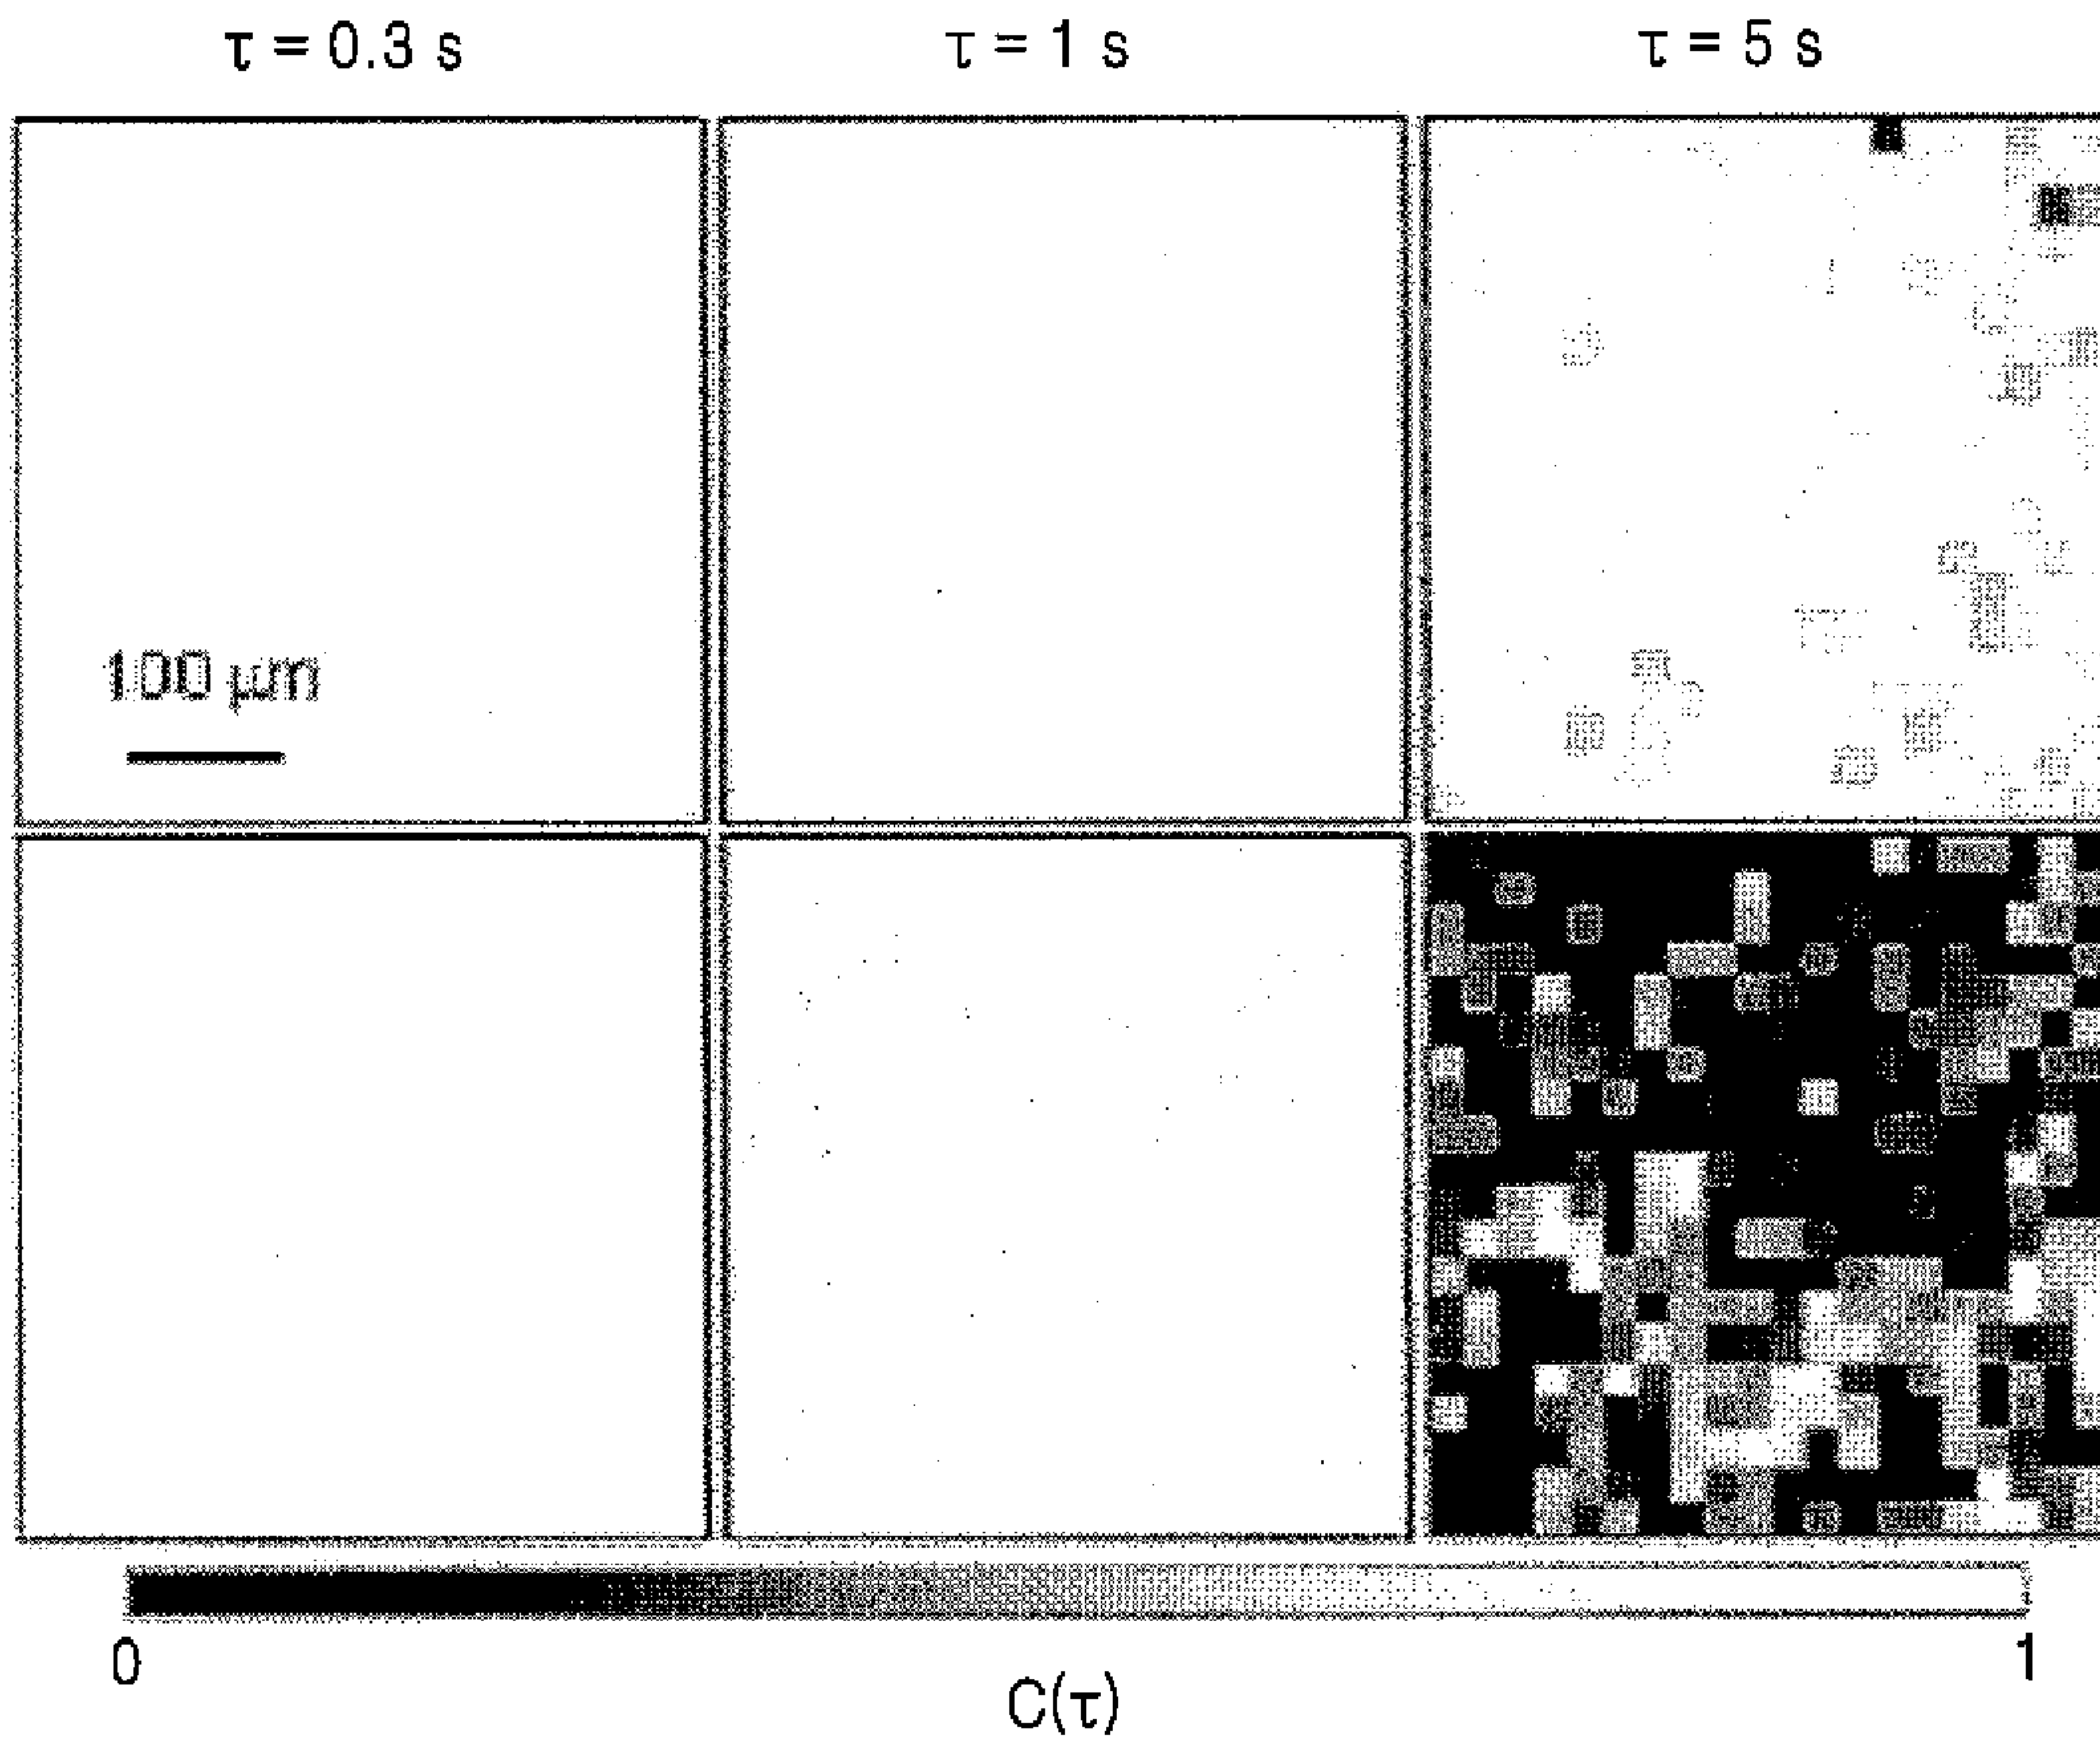 τ = 0.3 s τ = 1 s τ = 5 s
100 μm
0 1
C(τ)